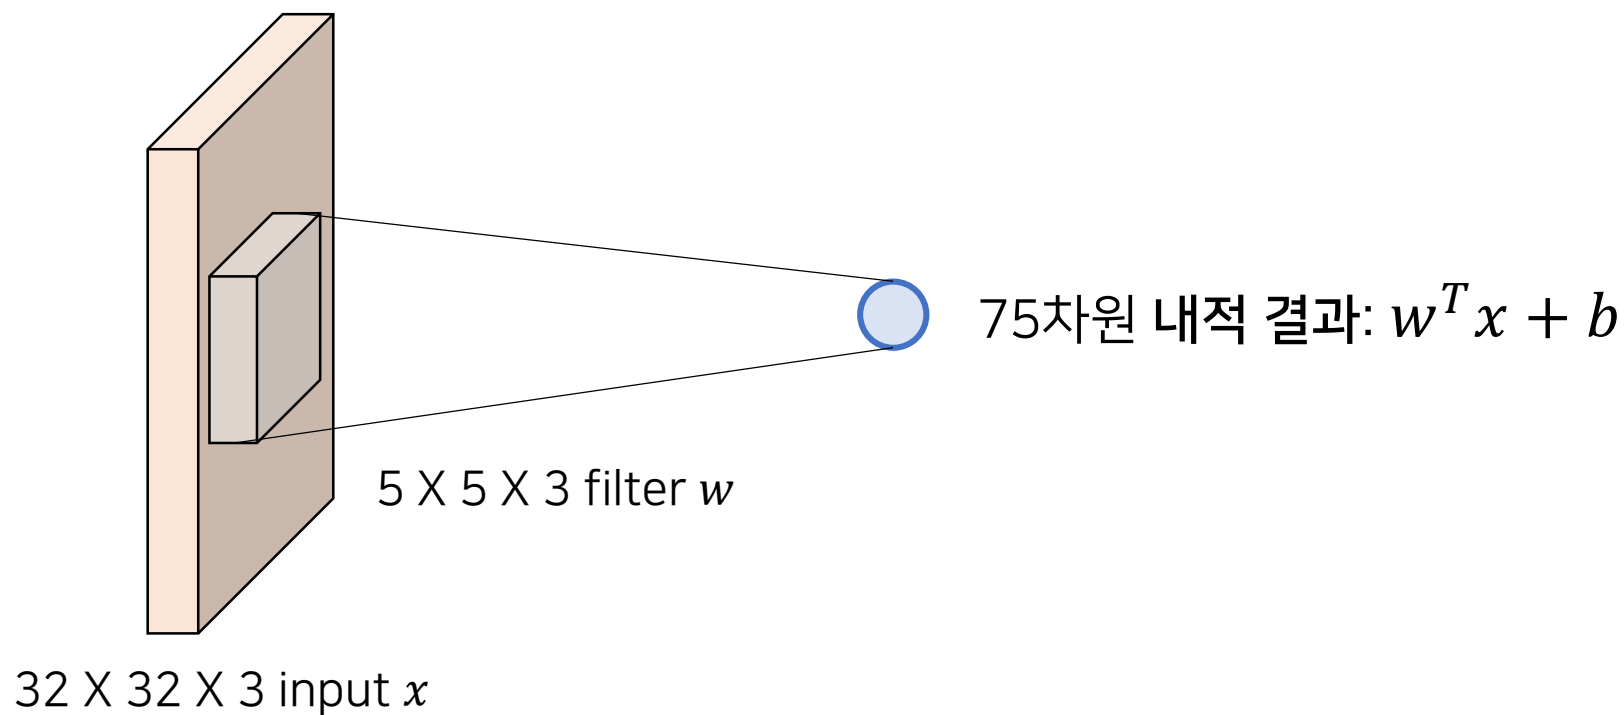 75차원 내적 결과: $w^T x + b$
5 X 5 X 3 filter $w$
32 X 32 X 3 input $x$